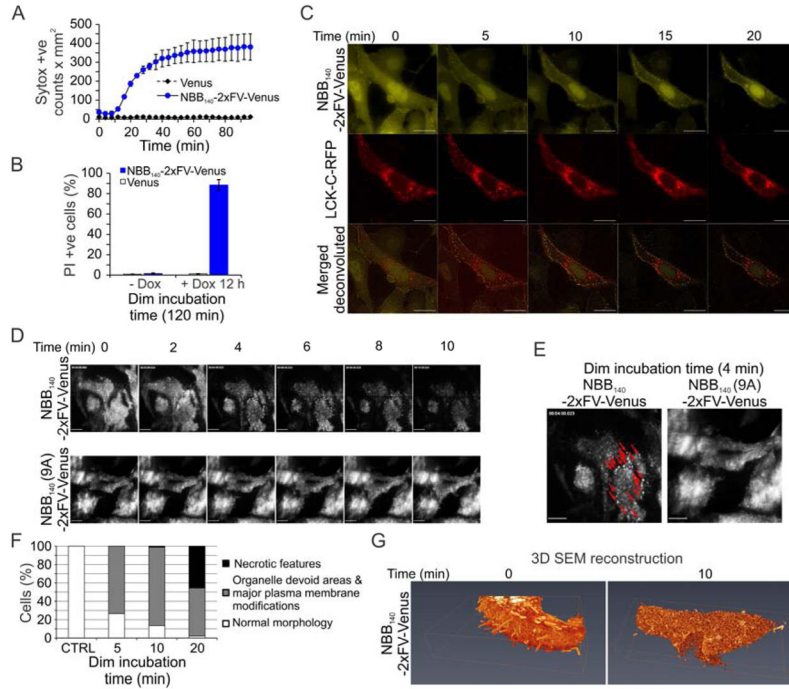 A
Sytox +ve
counts x mm²
500
400
300
200
100
0
0 20 40 60 80
Time (min)
Venus
NBB140-2xFV-Venus
B
PI +ve cells (%)
100
80
60
40
20
0
NBB140-2xFV-Venus
Venus
- Dox + Dox 12 h
Dim incubation
time (120 min)
C
Time (min) 0 5 10 15 20
NBB140
-2xFV-Venus
LCK-C-RFP
Merged
deconvoluted
D
Time (min) 0 2 4 6 8 10
NBB140
-2xFV-Venus
NBB140(9A)
-2xFV-Venus
E
Dim incubation time (4 min)
NBB140
-2xFV-Venus
NBB140(9A)
-2xFV-Venus
F
Cells (%)
100
80
60
40
20
0
CTRL 5 10 20
Dim incubation
time (min)
Necrotic features
Organelle devoid areas &
major plasma membrane
modifications
Normal morphology
G
3D SEM reconstruction
Time (min) 0 10
NBB140
-2xFV-Venus